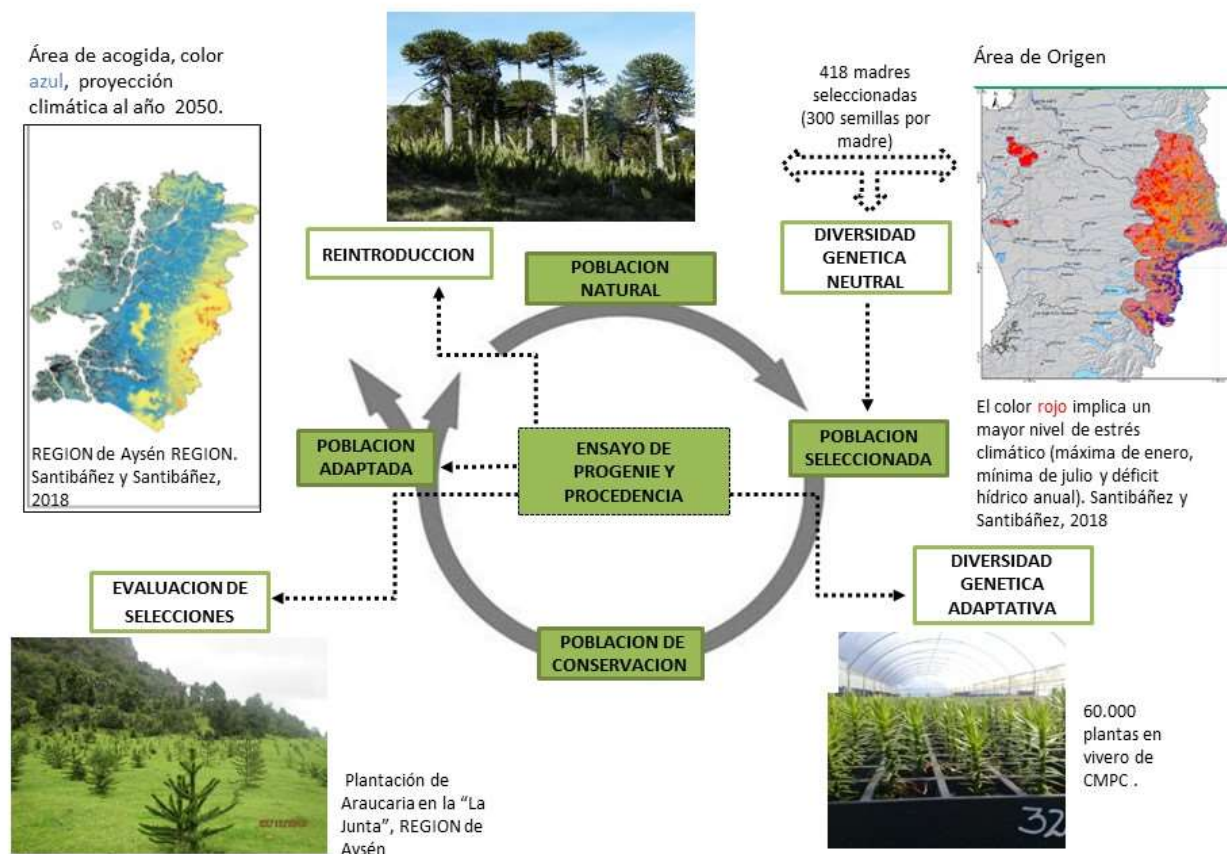 Área de acogida, color
azul, proyección
climática al año 2050.
REGION de Aysén REGION.
Santibáñez y Santibáñez,
2018
418 madres
seleccionadas
(300 semillas por
madre)
Área de Origen
El color rojo implica un
mayor nivel de estrés
climático (máxima de enero,
mínima de julio y déficit
hídrico anual). Santibáñez y
Santibáñez, 2018
REINTRODUCCION
POBLACION
NATURAL
DIVERSIDAD
GENETICA
NEUTRAL
POBLACION
ADAPTADA
ENSAYO DE
PROGENIE Y
PROCEDENCIA
POBLACION
SELECCIONADA
EVALUACION DE
SELECCIONES
POBLACION DE
CONSERVACION
DIVERSIDAD
GENETICA
ADAPTATIVA
Plantación de
Araucaria en la “La
Junta”, REGION de
Aysén
32
60.000
plantas en
vivero de
CMPC .